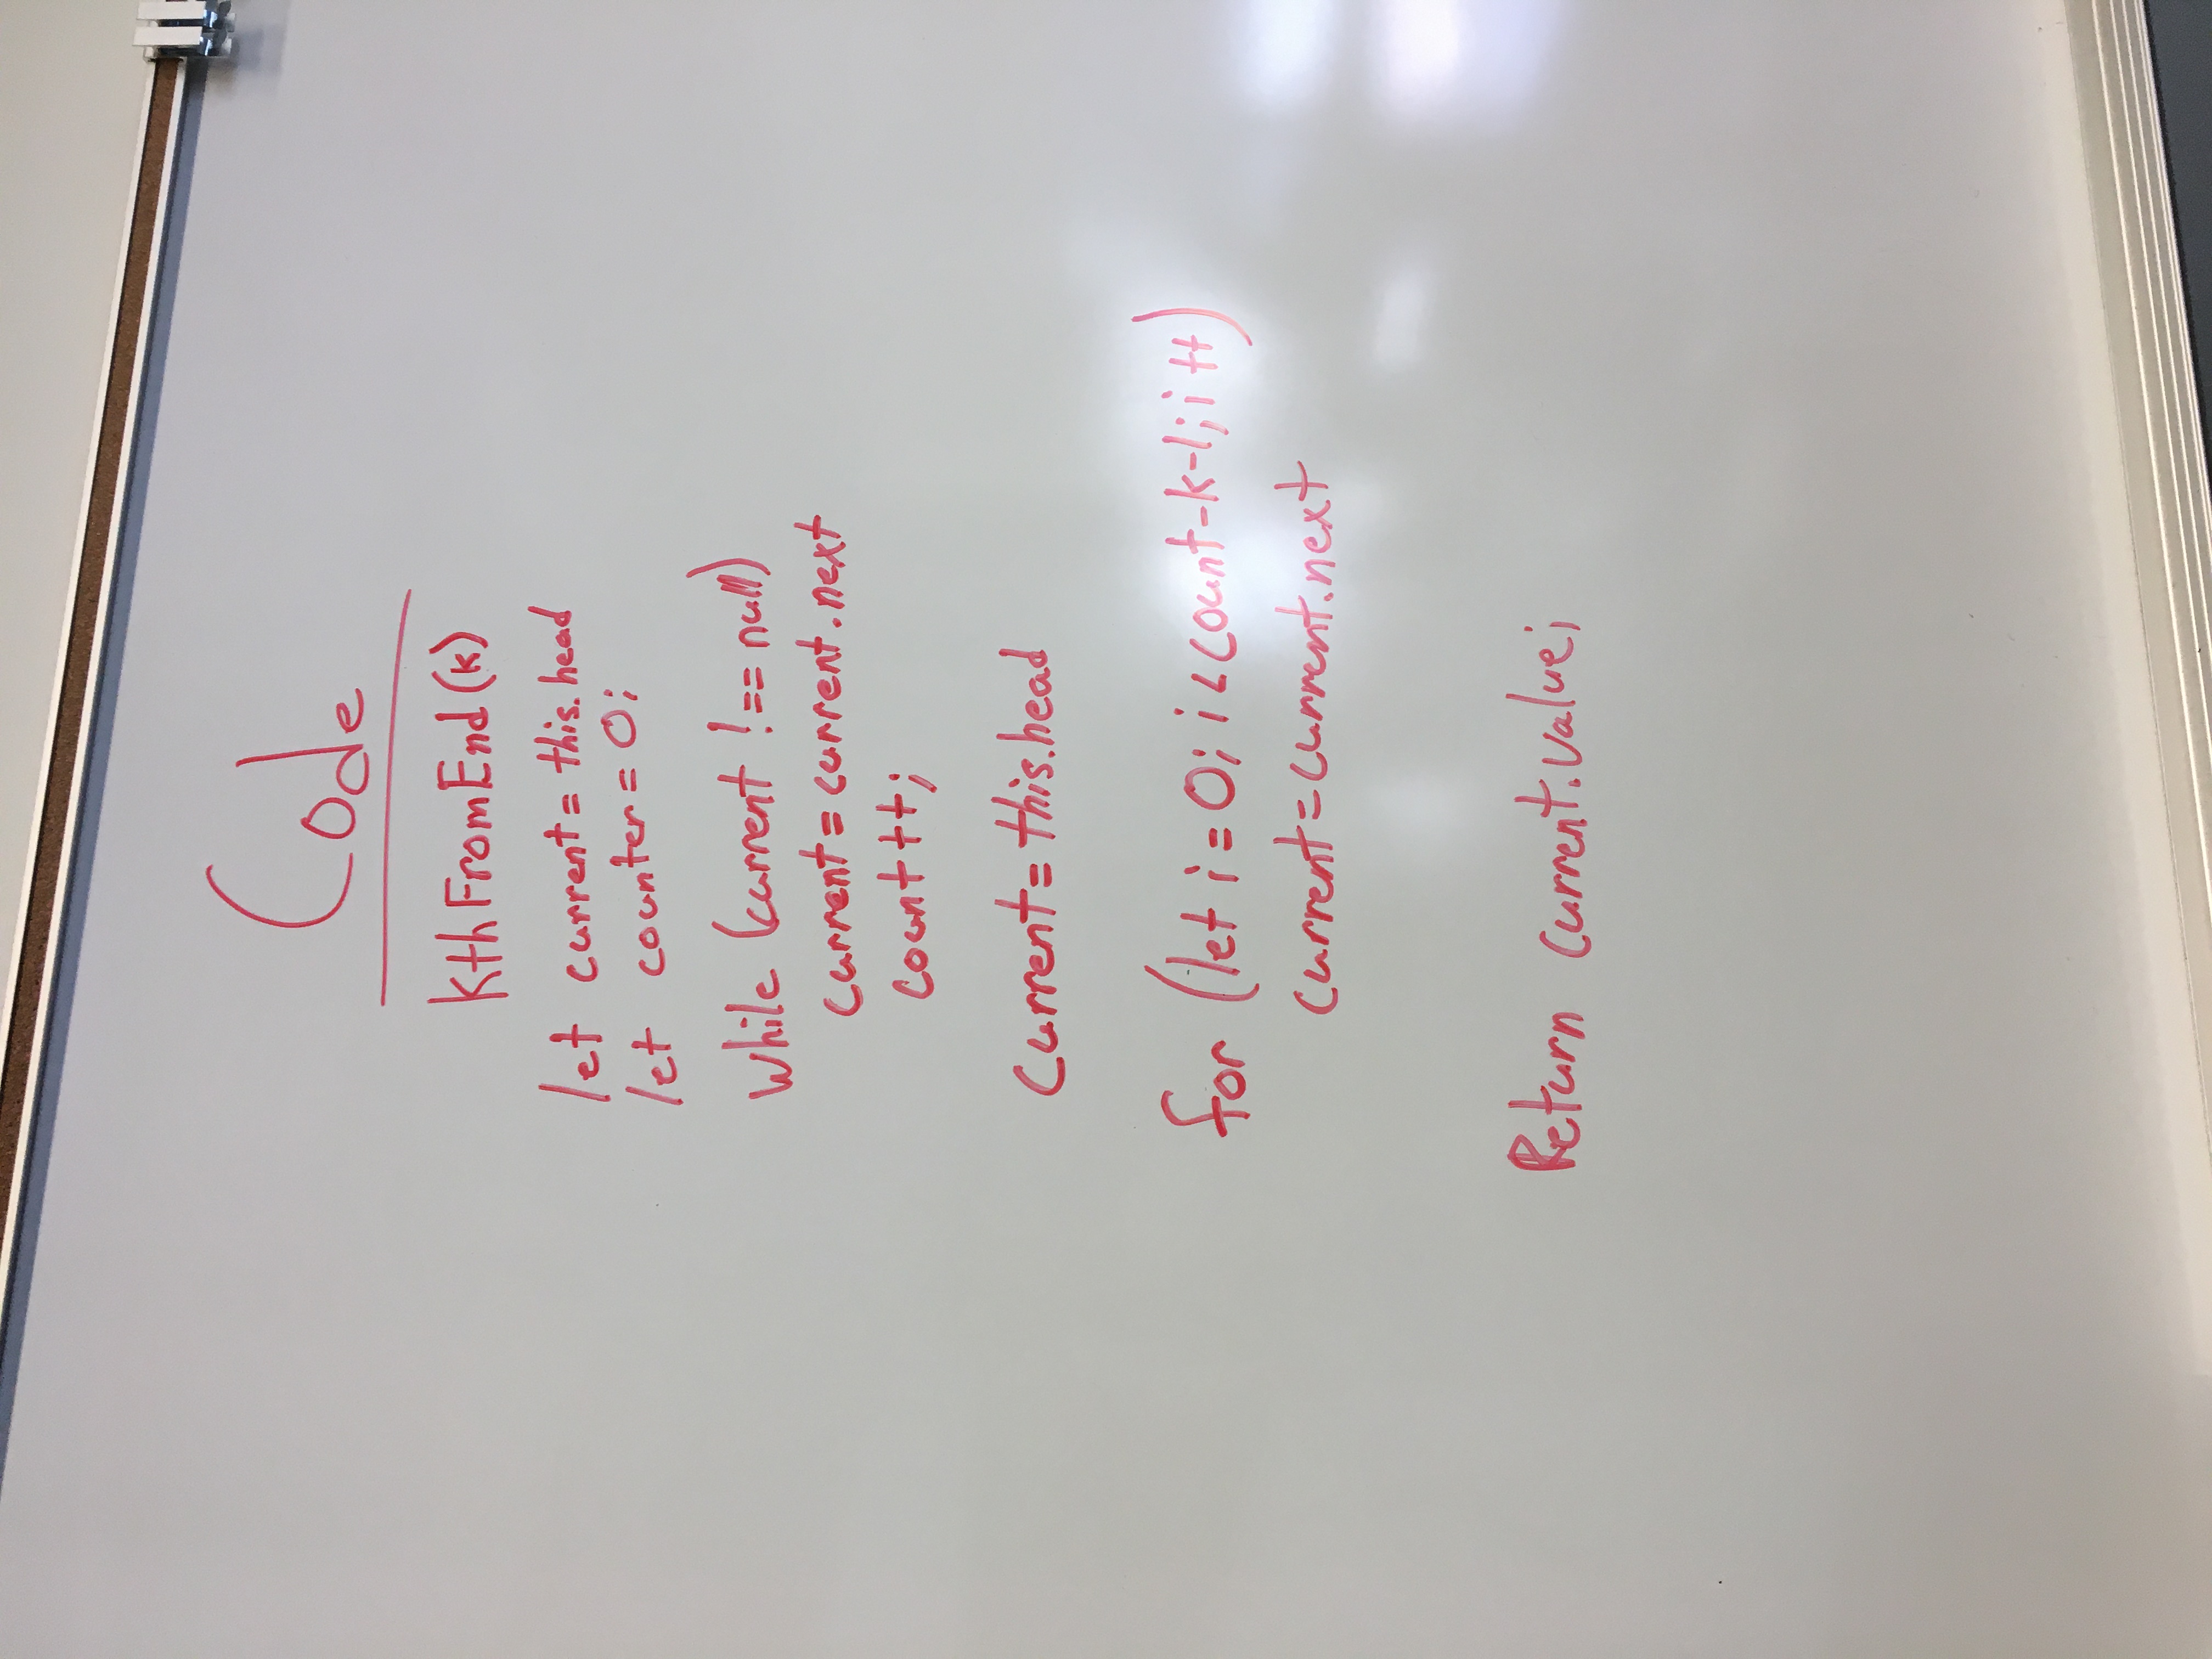 Code
kthFromEnd(k)
let current = this.head
let counter = 0;
while (current !== null)
current = current.next
count++;
Current = this.head
for (let i = 0; i < count-k-1; i++)
current = current.next
Return current.value;